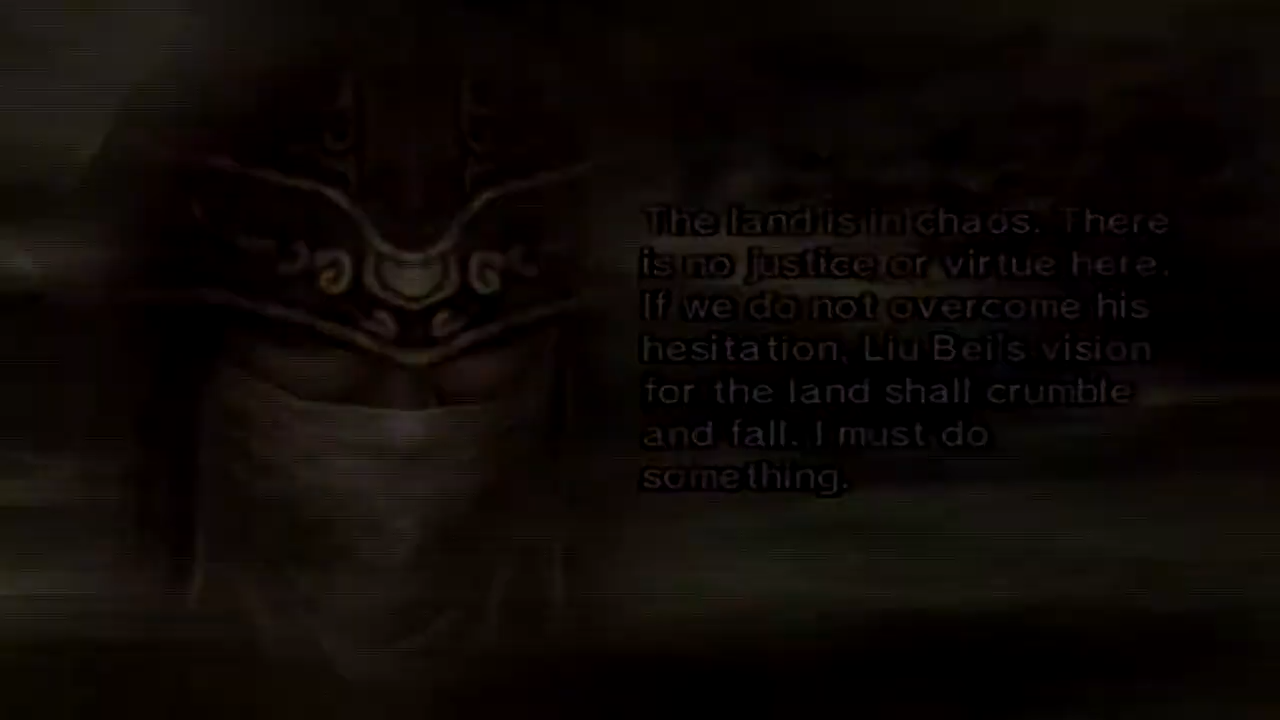 The land is in chaos. There
is no justice or virtue here.
If we do not overcome his
hesitation, Liu Bei's vision
for the land shall crumble
and fall. I must do
something.